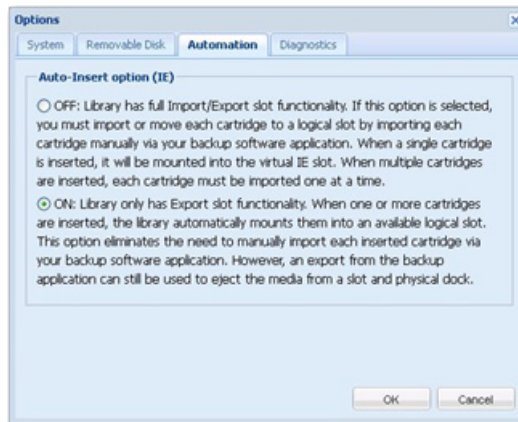 Options
System Removable Disk Automation Diagnostics
Auto-Insert option (IE)
OFF: Library has full Import/Export slot functionality. If this option is selected,
you must import or move each cartridge to a logical slot by importing each
cartridge manually via your backup software application. When a single cartridge
is inserted, it will be mounted into the virtual IE slot. When multiple cartridges
are inserted, each cartridge must be imported one at a time.
ON: Library only has Export slot functionality. When one or more cartridges
are inserted, the library automatically mounts them into an available logical slot.
This option eliminates the need to manually import each inserted cartridge via
your backup software application. However, an export from the backup
application can still be used to eject the media from a slot and physical dock.
OK Cancel